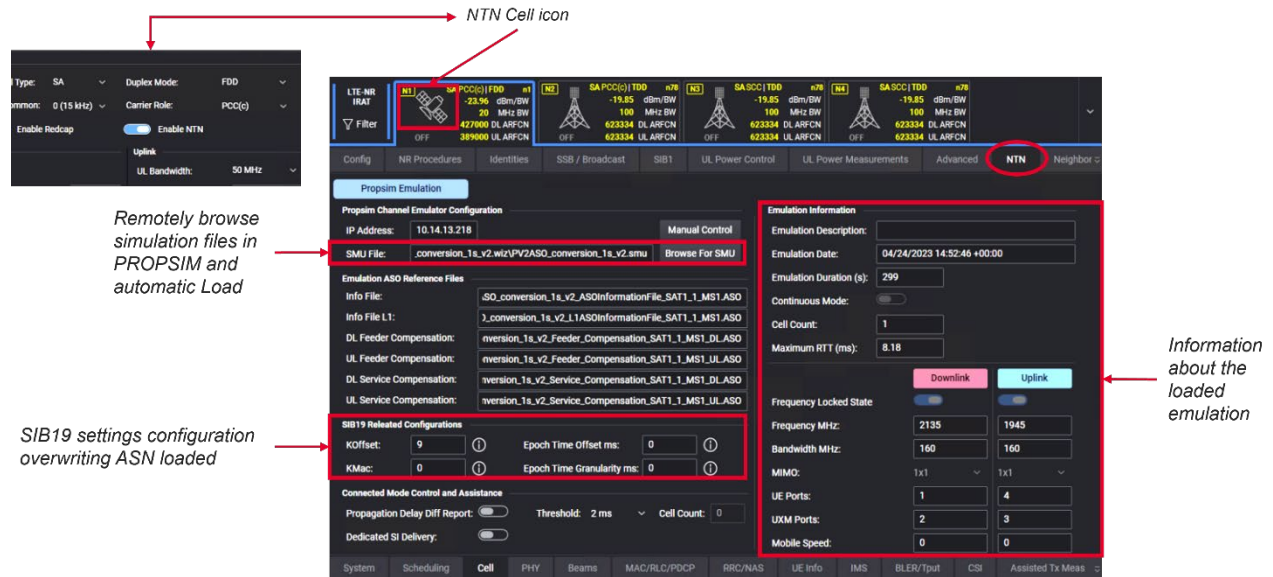 NTN Cell icon
l Type: SA Duplex Mode: FDD
ommon: 0 (15 kHz) Carrier Role: PCC(c)
Enable Redcap Enable NTN
Uplink
UL Bandwidth: 50 MHz
Remotely browse
simulation files in
PROPSIM and
automatic Load
SIB19 settings configuration
overwriting ASN loaded
LTE-NR
IRAT
Filter
N1 SA PCC(c) | FDD n1
-23.96 dBm/BW
20 MHz BW
427000 DL ARFCN
OFF 389000 UL ARFCN
N2 SA PCC(c) | TDD n78
-19.85 dBm/BW
100 MHz BW
623334 DL ARFCN
OFF 623334 UL ARFCN
N3 SA SCC | TDD n78
-19.85 dBm/BW
100 MHz BW
623334 DL ARFCN
623334 UL ARFCN
N4 SA SCC | TDD n78
-19.85 dBm/BW
100 MHz BW
623334 DL ARFCN
OFF 623334 UL ARFCN
Config NR Procedures Identities SSB / Broadcast SIB1 UL Power Control UL Power Measurements Advanced NTN Neighbor
Propsim Emulation
Propsim Channel Emulator Configuration
IP Address: 10.14.13.218 Manual Control
SMU File: .conversion_1s_v2.wiz\PV2ASO_conversion_1s_v2.smu Browse For SMU
Emulation ASO Reference Files
Info File: .SO_conversion_1s_v2_ASOInformationFile_SAT1_1_MS1.ASO
Info File L1: )_conversion_1s_v2_L1ASOInformationFile_SAT1_1_MS1.ASO
DL Feeder Compensation: nversion_1s_v2_Feeder_Compensation_SAT1_1_MS1_DL.ASO
UL Feeder Compensation: nversion_1s_v2_Feeder_Compensation_SAT1_1_MS1_UL.ASO
DL Service Compensation: nversion_1s_v2_Service_Compensation_SAT1_1_MS1_DL.ASO
UL Service Compensation: nversion_1s_v2_Service_Compensation_SAT1_1_MS1_UL.ASO
SIB19 Releated Configurations
KOffset: 9 Epoch Time Offset ms: 0
KMac: 0 Epoch Time Granularity ms: 0
Connected Mode Control and Assistance
Propagation Delay Diff Report: Threshold: 2 ms Cell Count: 0
Dedicated SI Delivery:
Emulation Information
Emulation Description:
Emulation Date: 04/24/2023 14:52:46 +00:00
Emulation Duration (s): 299
Continuous Mode:
Cell Count: 1
Maximum RTT (ms): 8.18
Downlink Uplink
Frequency Locked State
Frequency MHz: 2135 1945
Bandwidth MHz: 160 160
MIMO: 1x1 1x1
UE Ports: 1 4
UXM Ports: 2 3
Mobile Speed: 0 0
System Scheduling Cell PHY Beams MAC/RLC/PDCP RRC/NAS UE Info IMS BLER/Tput CSI Assisted Tx Meas
Information
about the
loaded
emulation